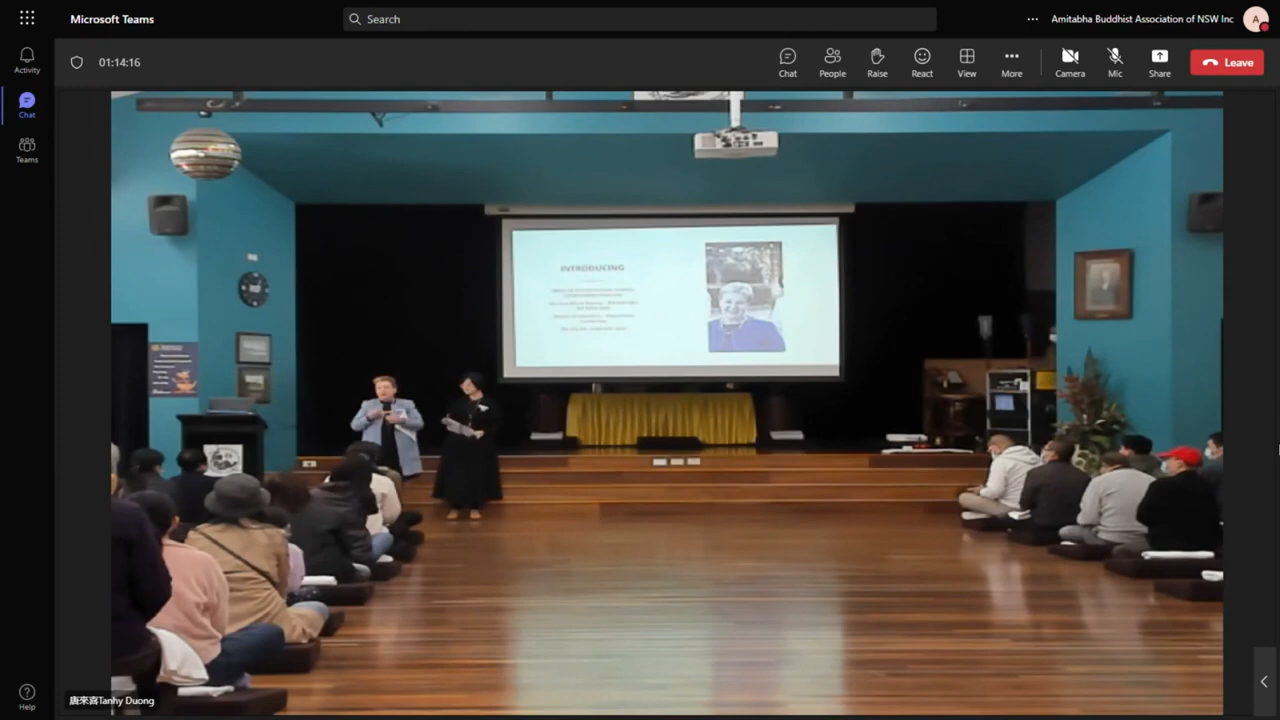 Microsoft Teams
Search
Amitabha Buddhist Association of NSW Inc
A
Activity
Chat
Teams
Help
01:14:16
Chat
People
Raise
React
View
More
Camera
Mic
Share
Leave
INTRODUCING
唐來喜Tanhy Duong